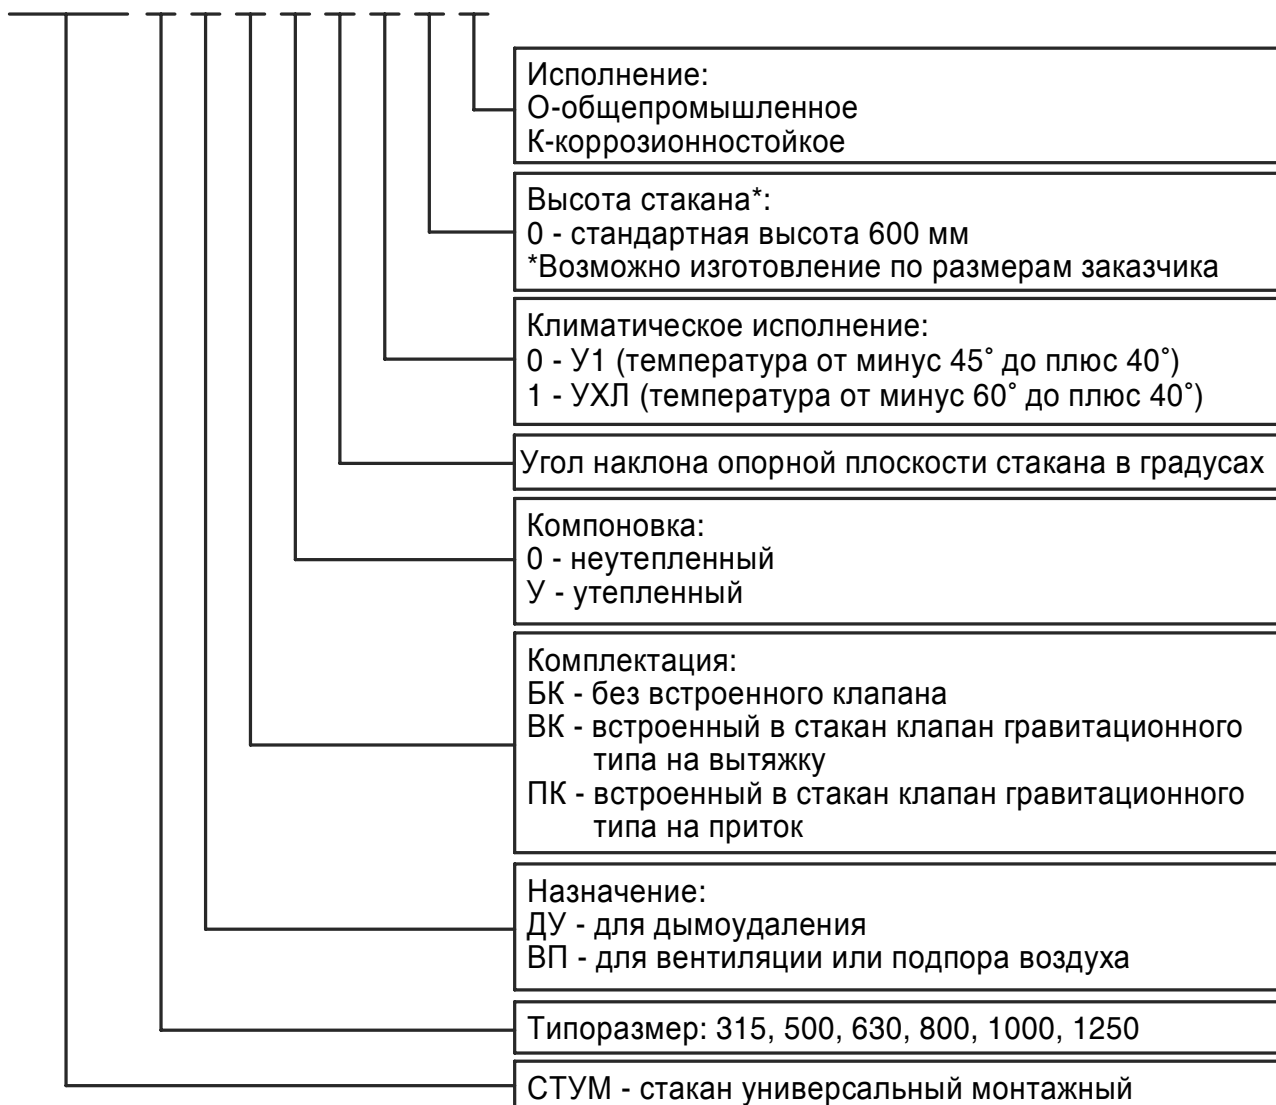 Исполнение:
О-общепромышленное
К-коррозионностойкое
Высота стакана*:
0 - стандартная высота 600 мм
*Возможно изготовление по размерам заказчика
Климатическое исполнение:
0 - У1 (температура от минус 45˚ до плюс 40˚)
1 - УХЛ (температура от минус 60˚ до плюс 40˚)
Угол наклона опорной плоскости стакана в градусах
Компоновка:
0 - неутепленный
У - утепленный
Комплектация:
БК - без встроенного клапана
ВК - встроенный в стакан клапан гравитационного
типа на вытяжку
ПК - встроенный в стакан клапан гравитационного
типа на приток
Назначение:
ДУ - для дымоудаления
ВП - для вентиляции или подпора воздуха
Типоразмер: 315, 500, 630, 800, 1000, 1250
СТУМ - стакан универсальный монтажный